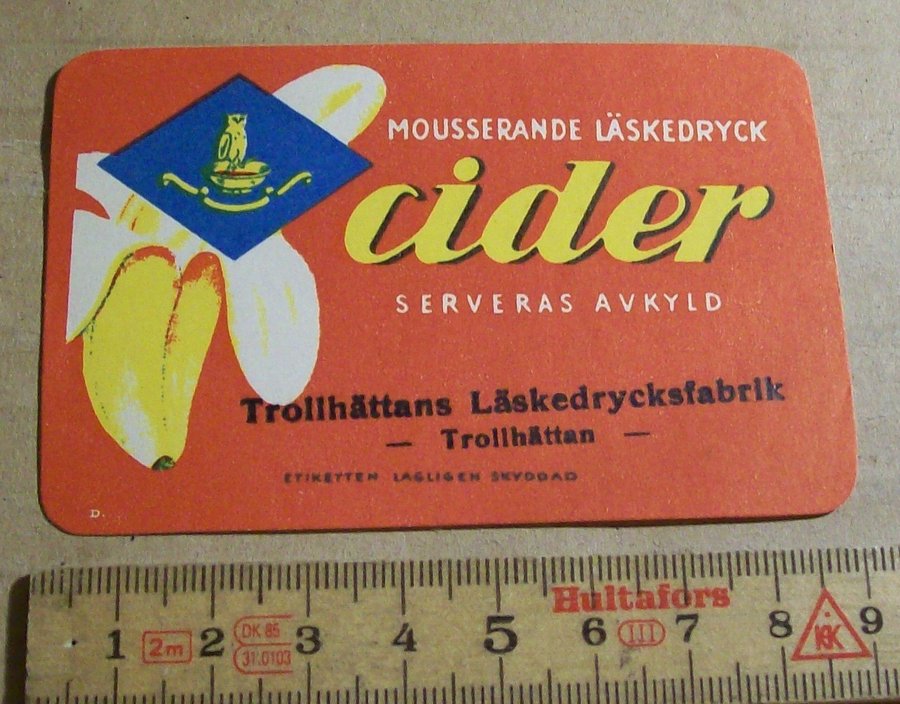 MOUSSERANDE LÄSKEDRYCK
cider
SERVERAS AVKYLD
Trollhättans Läskedrycksfabrik
— Trollhättan —
ETIKETTEN LAGLIGEN SKYDDAD
D.
Hultafors
1 2m 2 DK 85 3 4 5 6 III 7 8 K 9
31.0103